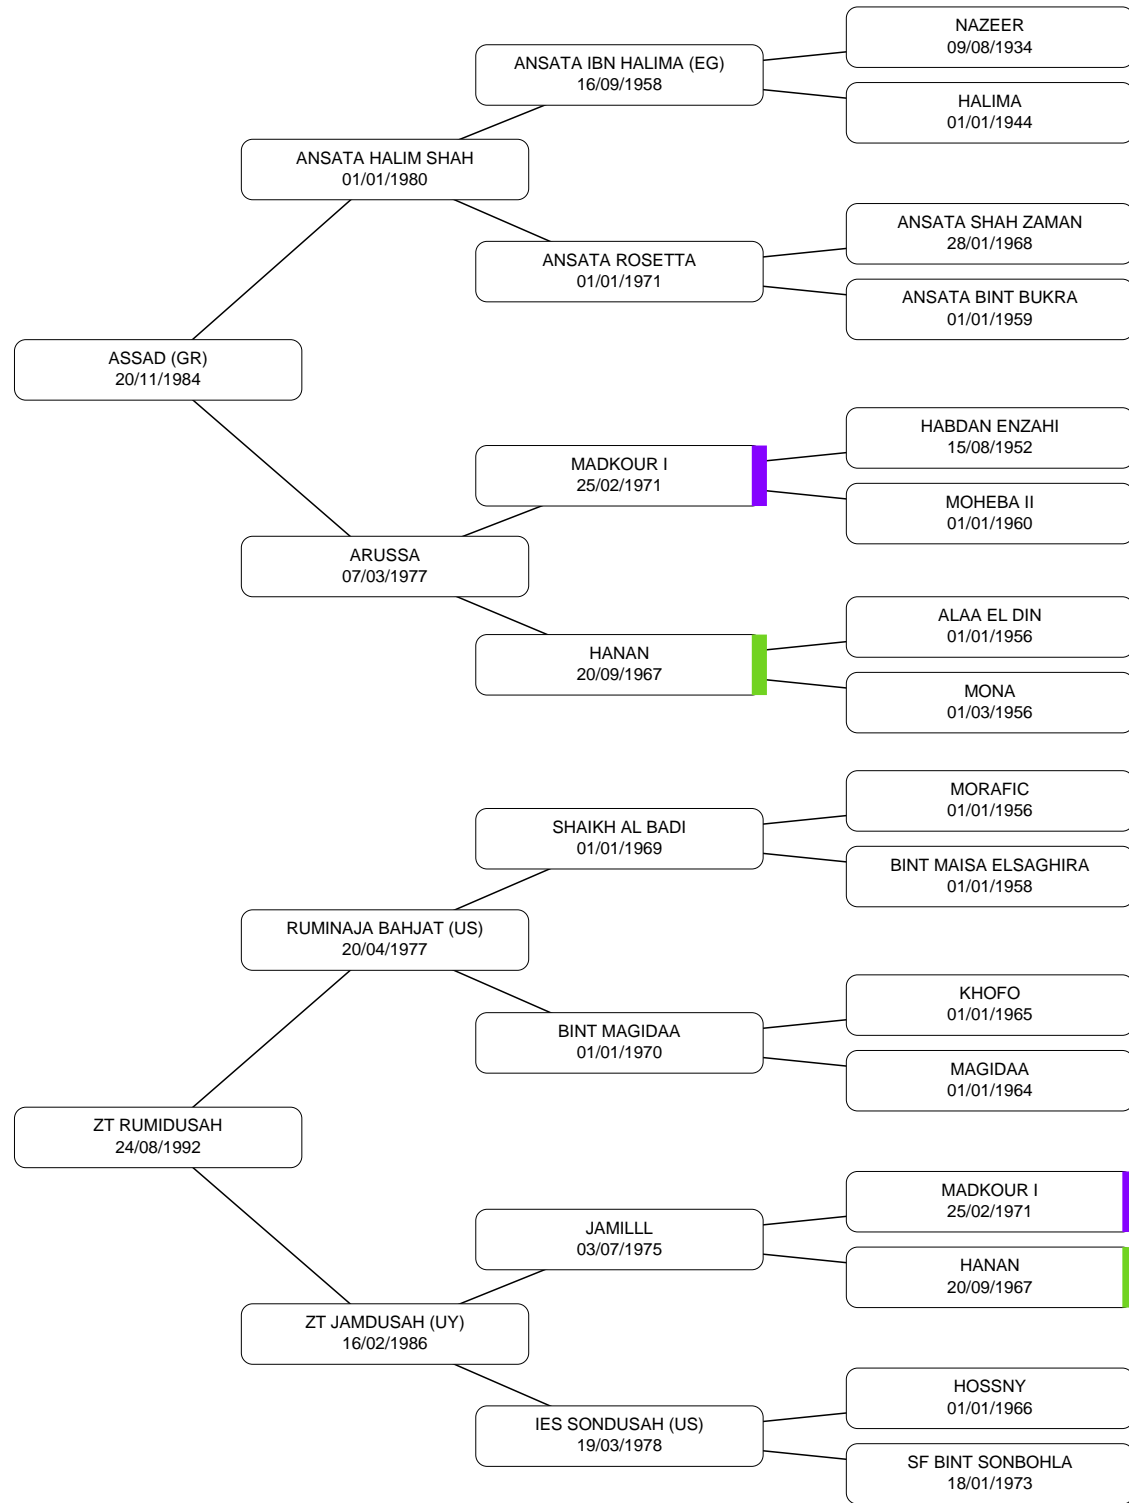 NAZEER
09/08/1934
ANSATA IBN HALIMA (EG)
16/09/1958
HALIMA
01/01/1944
ANSATA HALIM SHAH
01/01/1980
ANSATA SHAH ZAMAN
28/01/1968
ANSATA ROSETTA
01/01/1971
ANSATA BINT BUKRA
01/01/1959
ASSAD (GR)
20/11/1984
HABDAN ENZAHI
15/08/1952
MADKOUR I
25/02/1971
MOHEBA II
01/01/1960
ARUSSA
07/03/1977
ALAA EL DIN
01/01/1956
HANAN
20/09/1967
MONA
01/03/1956
MORAFIC
01/01/1956
SHAIKH AL BADI
01/01/1969
BINT MAISA ELSAGHIRA
01/01/1958
RUMINAJA BAHJAT (US)
20/04/1977
KHOFO
01/01/1965
BINT MAGIDAA
01/01/1970
MAGIDAA
01/01/1964
ZT RUMIDUSAH
24/08/1992
MADKOUR I
25/02/1971
JAMILLL
03/07/1975
HANAN
20/09/1967
ZT JAMDUSAH (UY)
16/02/1986
HOSSNY
01/01/1966
IES SONDUSAH (US)
19/03/1978
SF BINT SONBOHLA
18/01/1973